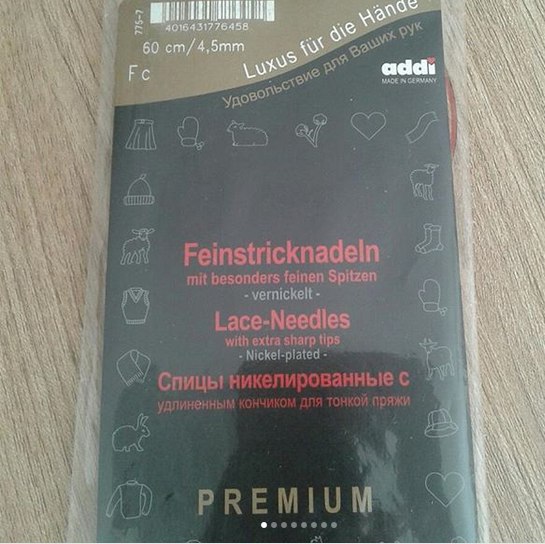 775-7
4016431776458
60 cm/4,5mm
Fc
Luxus für die Hände
Удовольствие для Ваших рук
addi
MADE IN GERMANY
Feinstricknadeln
mit besonders feinen Spitzen
- vernickelt -
Lace-Needles
with extra sharp tips
- Nickel-plated -
Спицы никелированные с
удлиненным кончиком для тонкой пряжи
PREMIUM